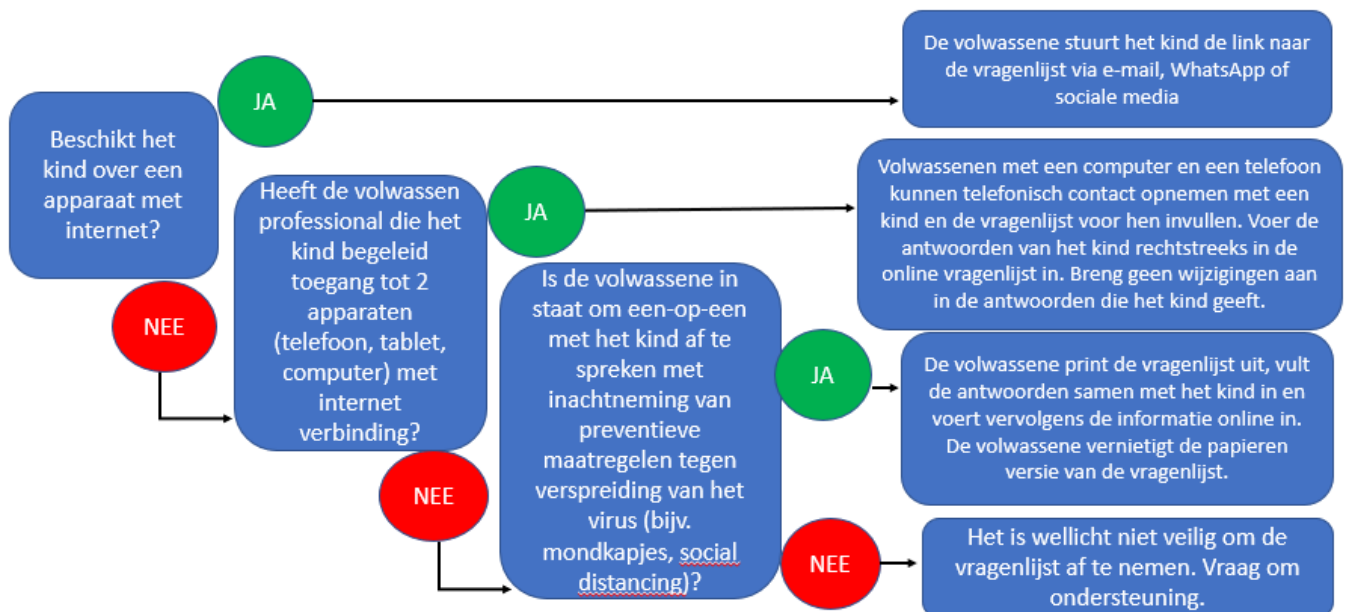 Beschikt het
kind over een
apparaat met
internet?
JA
De volwassene stuurt het kind de link naar
de vragenlijst via e-mail, WhatsApp of
sociale media
NEE
Heeft de volwassen
professional die het
kind begeleid
toegang tot 2
apparaten
(telefoon, tablet,
computer) met
internet
verbinding?
JA
Volwassenen met een computer en een telefoon
kunnen telefonisch contact opnemen met een
kind en de vragenlijst voor hen invullen. Voer de
antwoorden van het kind rechtstreeks in de
online vragenlijst in. Breng geen wijzigingen aan
in de antwoorden die het kind geeft.
NEE
Is de volwassene in
staat om een-op-een
met het kind af te
spreken met
inachtneming van
preventieve
maatregelen tegen
verspreiding van het
virus (bijv.
mondkapjes, social
distancing)?
JA
De volwassene print de vragenlijst uit, vult
de antwoorden samen met het kind in en
voert vervolgens de informatie online in.
De volwassene vernietigt de papieren
versie van de vragenlijst.
NEE
Het is wellicht niet veilig om de
vragenlijst af te nemen. Vraag om
ondersteuning.